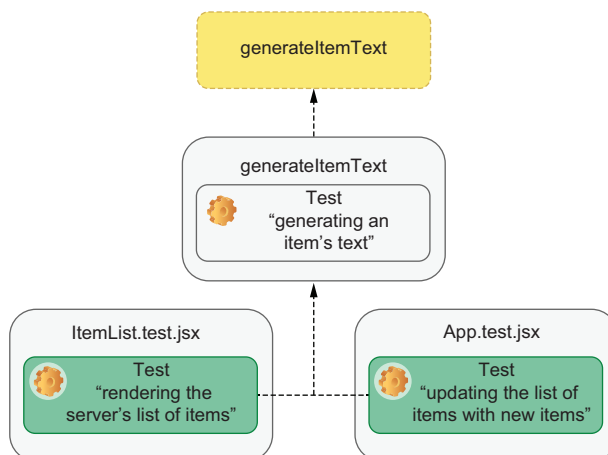 generateItemText
generateItemText
Test
“generating an
item’s text”
ItemList.test.jsx
Test
“rendering the
server’s list of items”
App.test.jsx
Test
“updating the list of
items with new items”